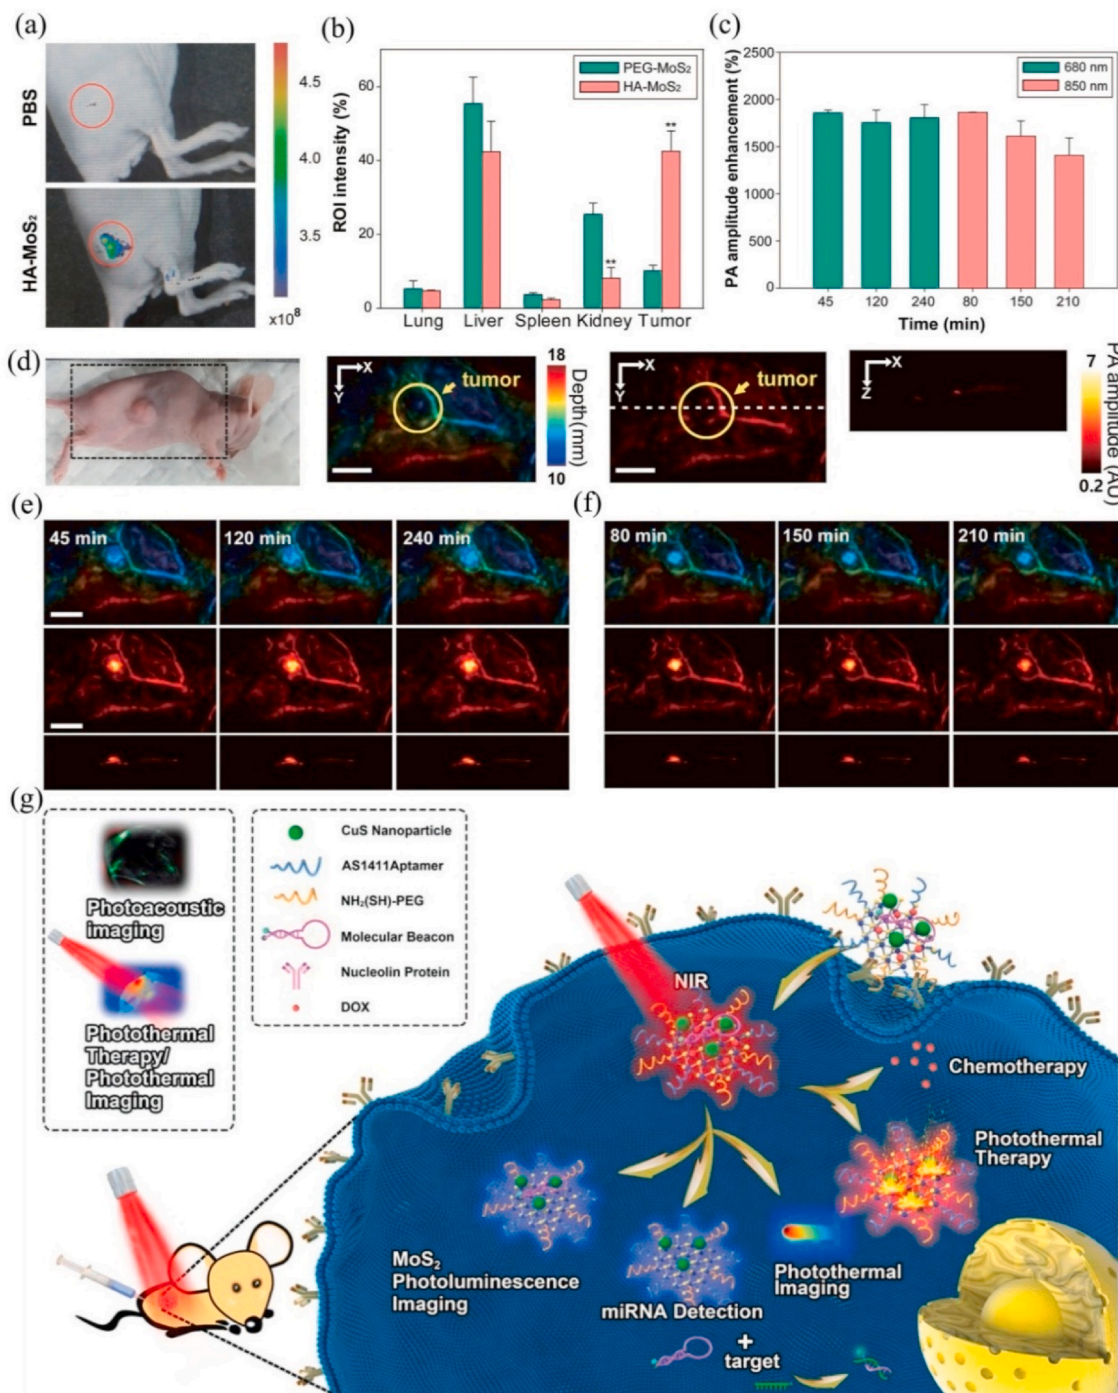 (a)
PBS
HA-MoS₂
4.5
4.0
3.5
x10⁸
(b)
ROI intensity (%)
60
40
20
0
PEG-MoS₂
HA-MoS₂
**
**
Lung Liver Spleen Kidney Tumor
(c)
PA amplitude enhancement (%)
2500
2000
1500
1000
500
0
680 nm
850 nm
45 120 240 80 150 210
Time (min)
(d)
X
Y
tumor
18
Depth(mm)
10
X
Y
tumor
X
Z
7
PA amplitude (AU)
0.2
(e)
45 min
120 min
240 min
(f)
80 min
150 min
210 min
(g)
Photoacoustic
imaging
Photothermal
Therapy/
Photothermal
Imaging
CuS Nanoparticle
AS1411Aptamer
NH₂(SH)-PEG
Molecular Beacon
Nucleolin Protein
DOX
NIR
Chemotherapy
Photothermal
Therapy
MoS₂
Photoluminescence
Imaging
miRNA Detection
Photothermal
Imaging
+
target